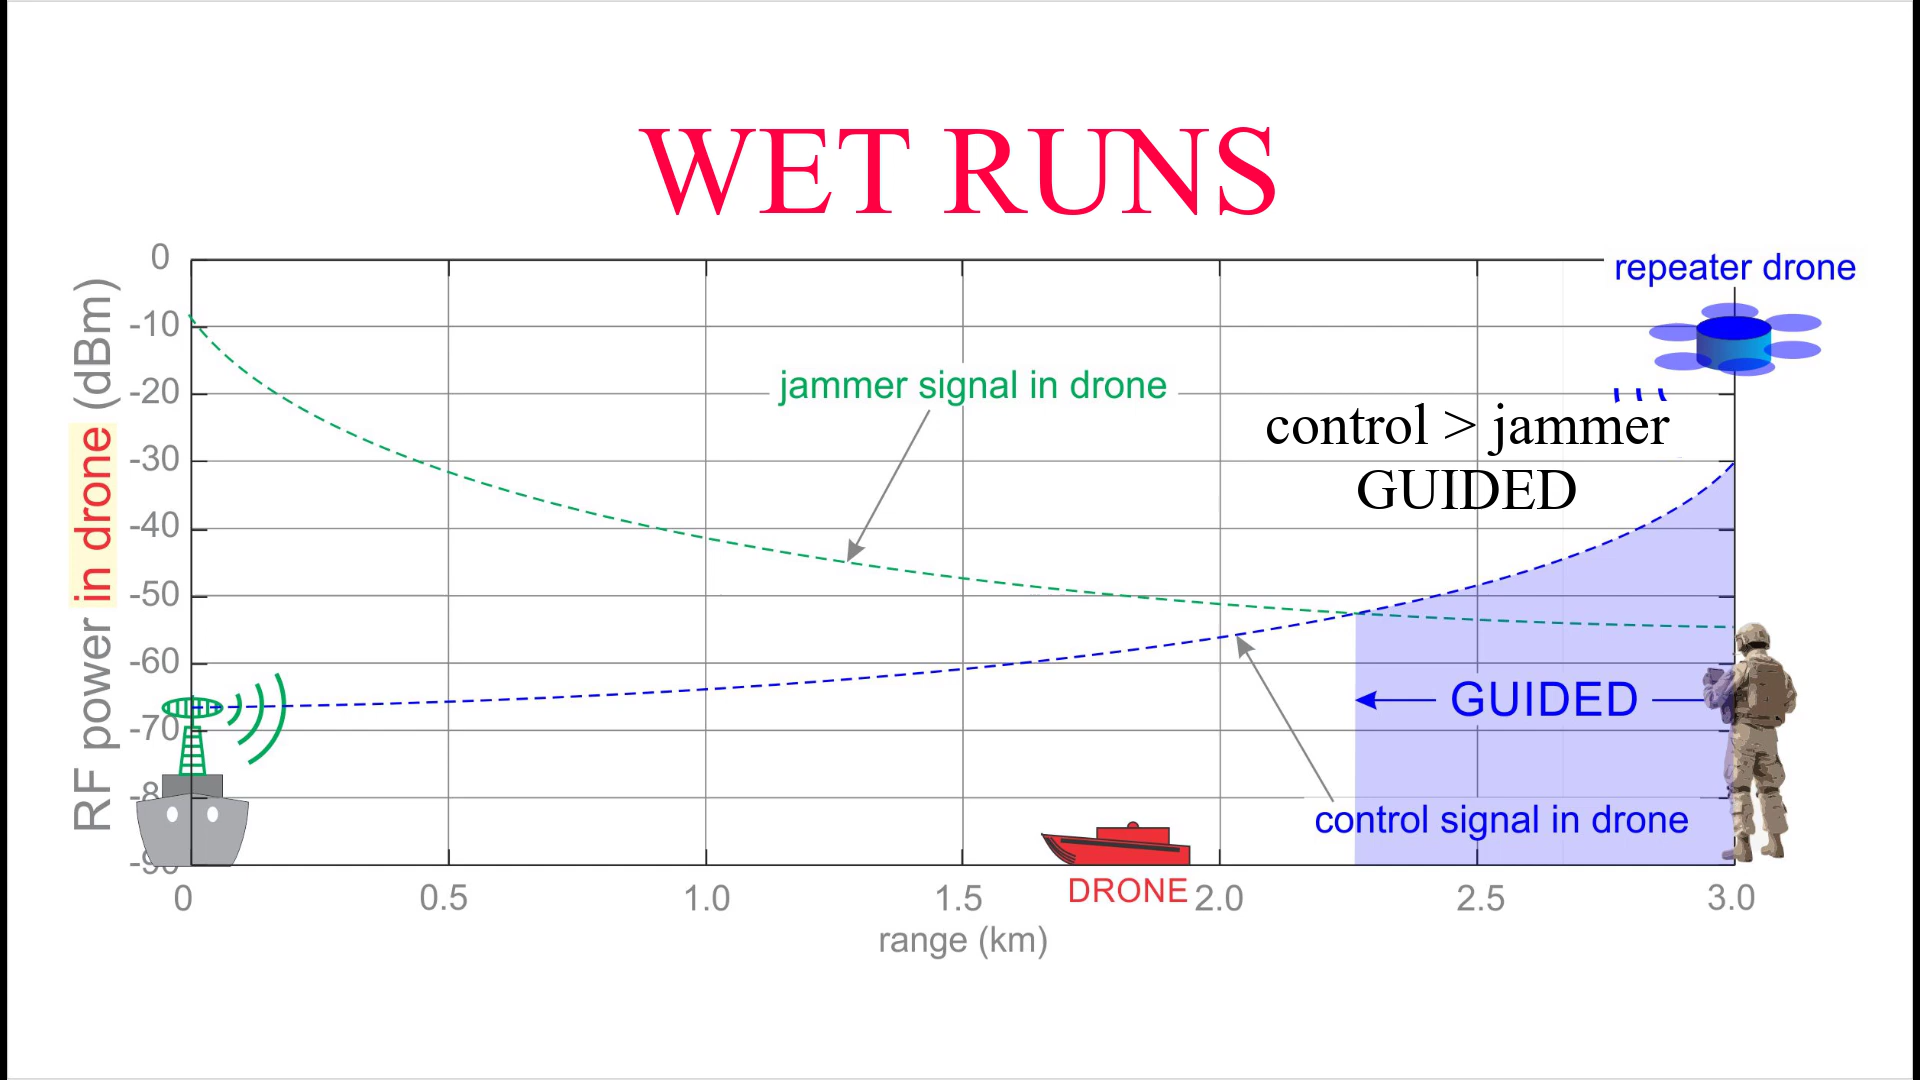 WET RUNS
repeater drone
control > jammer
GUIDED
jammer signal in drone
RF power in drone (dBm)
0
-10
-20
-30
-40
-50
-60
-70
GUIDED
control signal in drone
DRONE
0 0.5 1.0 1.5 2.0 2.5 3.0
range (km)